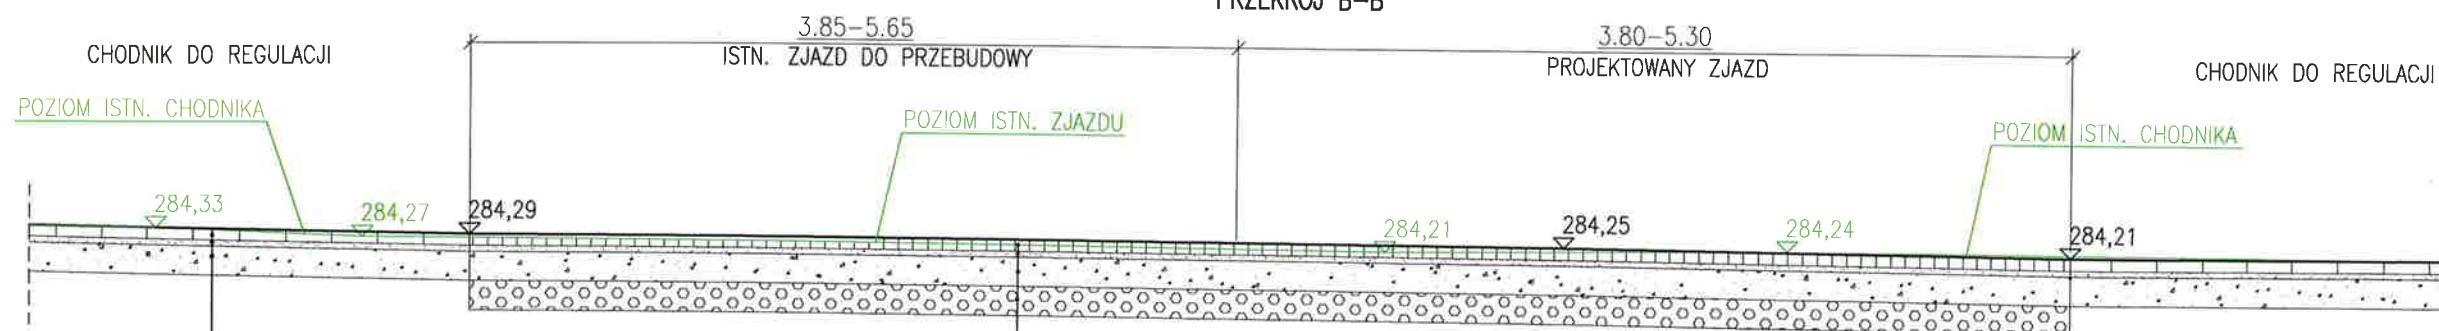 PRZEKRÓJ B-B
3.85-5.65
3.80-5.30
CHODNIK DO REGULACJI
ISTN. ZJAZD DO PRZEBUDOWY
PROJEKTOWANY ZJAZD
CHODNIK DO REGULACJI
POZIOM ISTN. CHODNIKA
POZIOM ISTN. ZJAZDU
POZIOM ISTN. CHODNIKA
284,33
284,27
284,29
284,21
284,25
284,24
284,21